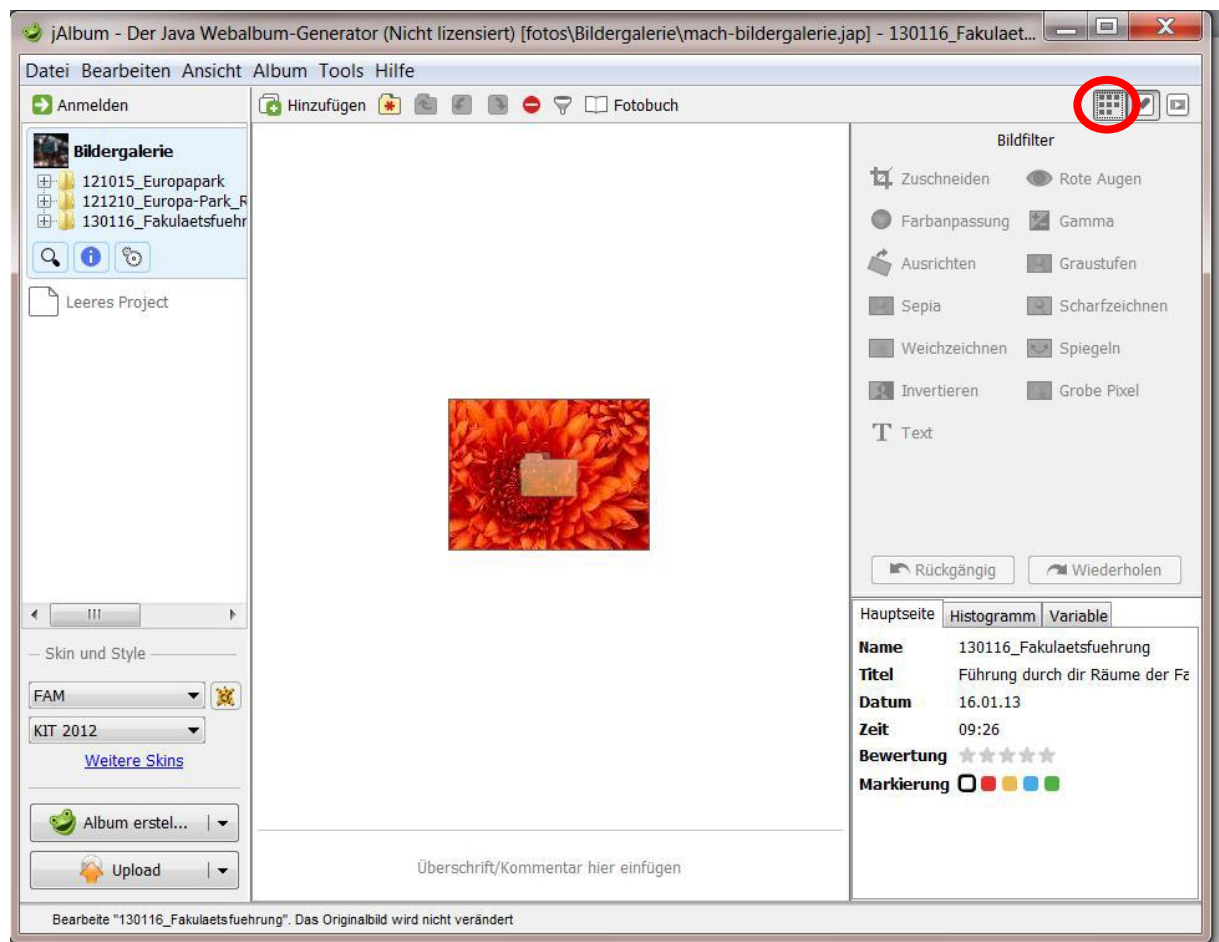 jAlbum - Der Java Webalbum-Generator (Nicht lizensiert) [fotos\Bildergalerie\mach-bildergalerie.jap] - 130116_Fakulaet...
Datei Bearbeiten Ansicht Album Tools Hilfe
Anmelden
Hinzufügen
Fotobuch
Bildergalerie
121015_Europapark
121210_Europa-Park_R
130116_Fakulaetsfuehr
Leeres Project
Skin und Style
FAM
KIT 2012
Weitere Skins
Album erstel...
Upload
Überschrift/Kommentar hier einfügen
Bildfilter
Zuschneiden Rote Augen
Farbanpassung Gamma
Ausrichten Graustufen
Sepia Scharfzeichnen
Weichzeichnen Spiegeln
Invertieren Grobe Pixel
T Text
Rückgängig Wiederholen
Hauptseite Histogramm Variable
Name 130116_Fakulaetsfuehrung
Titel Führung durch dir Räume der Fa
Datum 16.01.13
Zeit 09:26
Bewertung
Markierung
Bearbeite "130116_Fakulaetsfuehrung". Das Originalbild wird nicht verändert